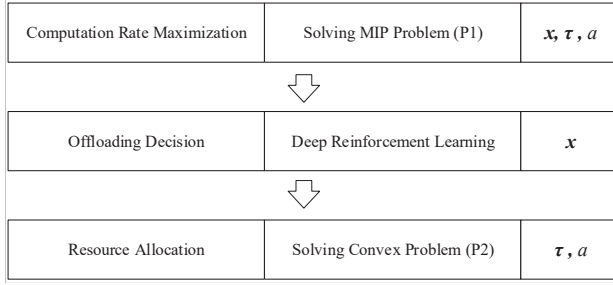 Computation Rate Maximization Solving MIP Problem (P1) x, τ , a
Offloading Decision Deep Reinforcement Learning x
Resource Allocation Solving Convex Problem (P2) τ , a